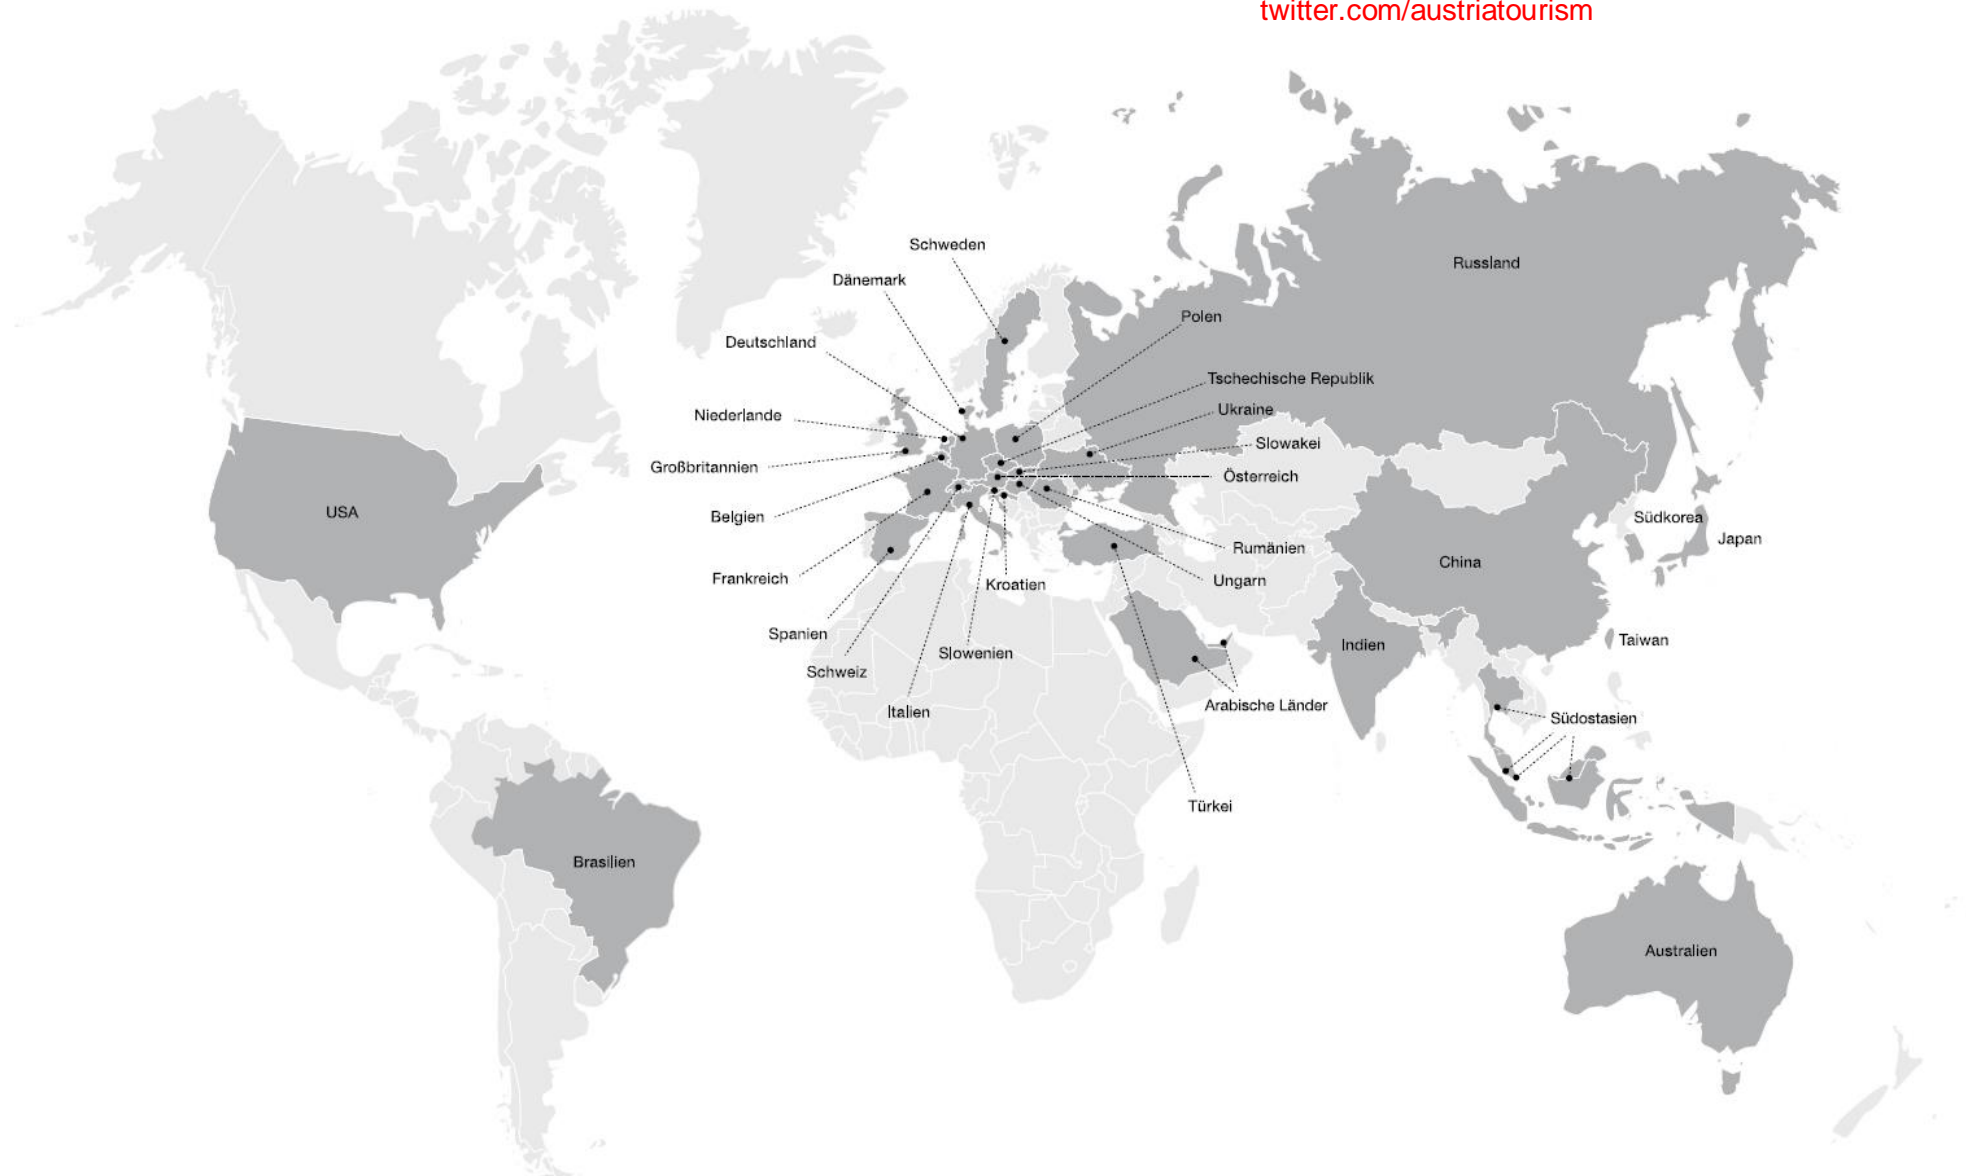 twitter.com/austriatourism
Schweden
Russland
Dänemark
Polen
Deutschland
Tschechische Republik
Niederlande
Ukraine
Slowakei
Großbritannien
Österreich
USA
Belgien
Südkorea
Japan
Rumänien
China
Frankreich
Kroatien
Ungarn
Spanien
Taiwan
Indien
Slowenien
Schweiz
Arabische Länder
Italien
Südostasien
Türkei
Brasilien
Australien